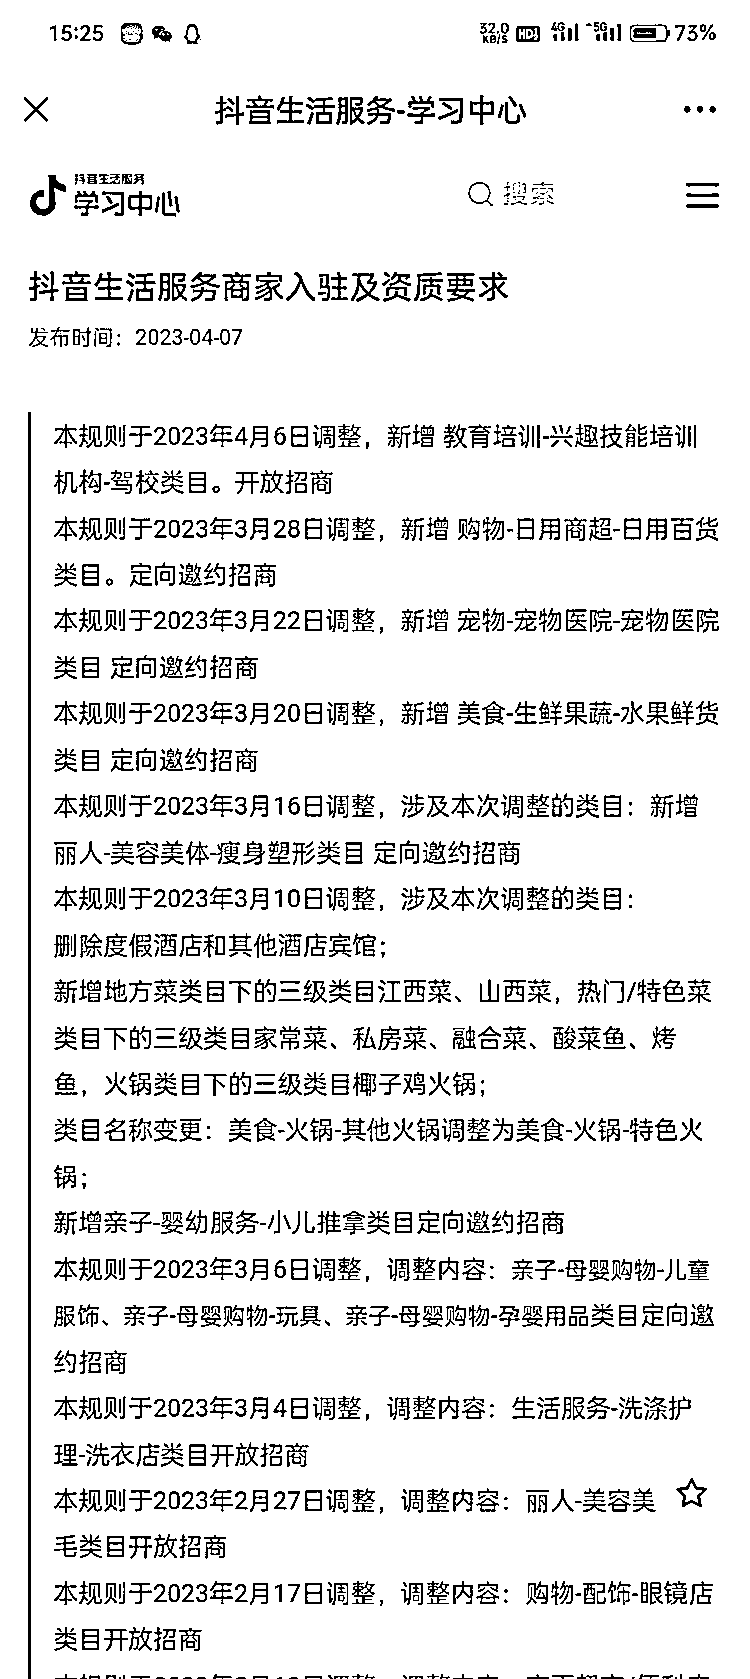 15:25
32.0 KB/S HD 4G 5G 73%
抖音生活服务-学习中心
抖音生活服务
学习中心
搜索
抖音生活服务商家入驻及资质要求
发布时间：2023-04-07
本规则于2023年4月6日调整，新增 教育培训-兴趣技能培训
机构-驾校类目。开放招商
本规则于2023年3月28日调整，新增 购物-日用商超-日用百货
类目。定向邀约招商
本规则于2023年3月22日调整，新增 宠物-宠物医院-宠物医院
类目 定向邀约招商
本规则于2023年3月20日调整，新增 美食-生鲜果蔬-水果鲜货
类目 定向邀约招商
本规则于2023年3月16日调整，涉及本次调整的类目：新增
丽人-美容美体-瘦身塑形类目 定向邀约招商
本规则于2023年3月10日调整，涉及本次调整的类目：
删除度假酒店和其他酒店宾馆；
新增地方菜类目下的三级类目江西菜、山西菜，热门/特色菜
类目下的三级类目家常菜、私房菜、融合菜、酸菜鱼、烤
鱼，火锅类目下的三级类目椰子鸡火锅；
类目名称变更：美食-火锅-其他火锅调整为美食-火锅-特色火
锅；
新增亲子-婴幼服务-小儿推拿类目定向邀约招商
本规则于2023年3月6日调整，调整内容：亲子-母婴购物-儿童
服饰、亲子-母婴购物-玩具、亲子-母婴购物-孕婴用品类目定向邀
约招商
本规则于2023年3月4日调整，调整内容：生活服务-洗涤护
理-洗衣店类目开放招商
本规则于2023年2月27日调整，调整内容：丽人-美容美
毛类目开放招商
本规则于2023年2月17日调整，调整内容：购物-配饰-眼镜店
类目开放招商